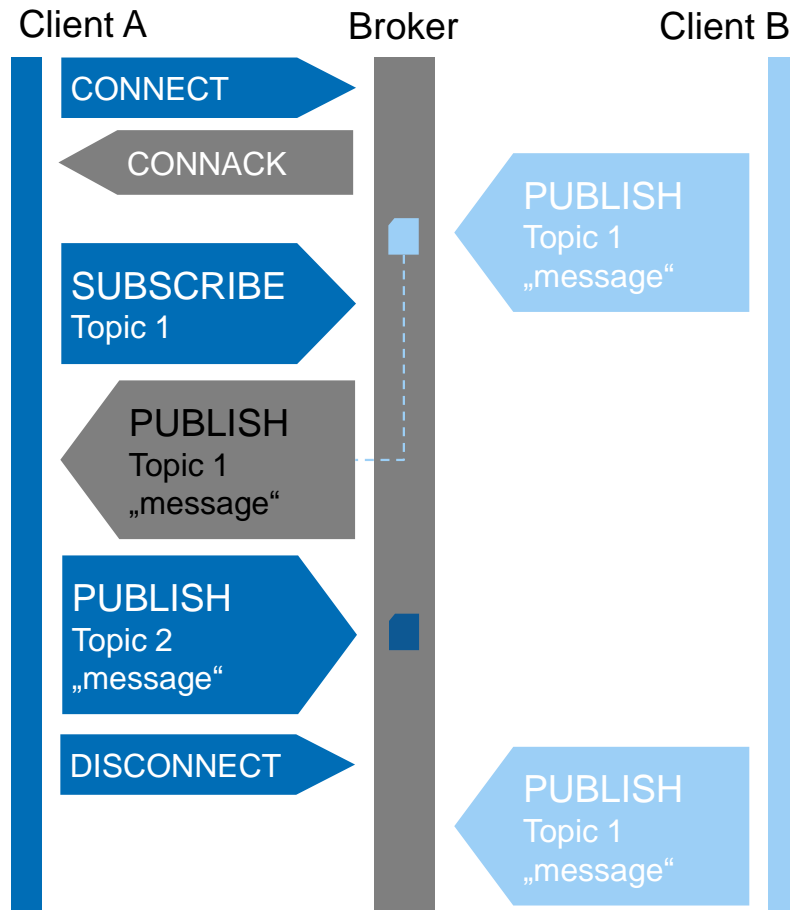 Client A
Broker
Client B
CONNECT
CONNACK
PUBLISH
Topic 1
„message“
SUBSCRIBE
Topic 1
PUBLISH
Topic 1
„message“
PUBLISH
Topic 2
„message“
DISCONNECT
PUBLISH
Topic 1
„message“